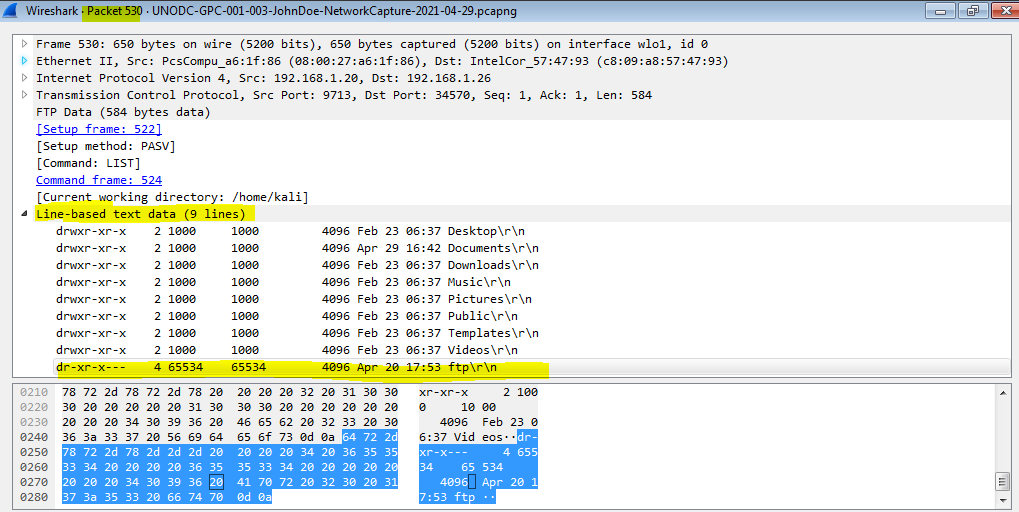 Wireshark · Packet 530 · UNODC-GPC-001-003-JohnDoe-NetworkCapture-2021-04-29.pcapng
Frame 530: 650 bytes on wire (5200 bits), 650 bytes captured (5200 bits) on interface wlo1, id 0
Ethernet II, Src: PcsCompu_a6:1f:86 (08:00:27:a6:1f:86), Dst: IntelCor_57:47:93 (c8:09:a8:57:47:93)
Internet Protocol Version 4, Src: 192.168.1.20, Dst: 192.168.1.26
Transmission Control Protocol, Src Port: 9713, Dst Port: 34570, Seq: 1, Ack: 1, Len: 584
FTP Data (584 bytes data)
[Setup frame: 522]
[Setup method: PASV]
[Command: LIST]
Command frame: 524
[Current working directory: /home/kali]
Line-based text data (9 lines)
drwxr-xr-x    2 1000     1000         4096 Feb 23 06:37 Desktop\r\n
drwxr-xr-x    2 1000     1000         4096 Apr 29 16:42 Documents\r\n
drwxr-xr-x    2 1000     1000         4096 Feb 23 06:37 Downloads\r\n
drwxr-xr-x    2 1000     1000         4096 Feb 23 06:37 Music\r\n
drwxr-xr-x    2 1000     1000         4096 Feb 23 06:37 Pictures\r\n
drwxr-xr-x    2 1000     1000         4096 Feb 23 06:37 Public\r\n
drwxr-xr-x    2 1000     1000         4096 Feb 23 06:37 Templates\r\n
drwxr-xr-x    2 1000     1000         4096 Feb 23 06:37 Videos\r\n
dr-xr-x---    4 65534    65534        4096 Apr 20 17:53 ftp\r\n
0210 78 72 2d 78 72 2d 78 20 20 20 20 32 20 31 30 30 xr-xr-x    2 100
0220 30 20 20 20 20 20 31 30 30 30 20 20 20 20 20 20 0     10 00
0230 20 20 20 34 30 39 36 20 46 65 62 20 32 33 20 30    4096  Feb 23 0
0240 36 3a 33 37 20 56 69 64 65 6f 73 0d 0a 64 72 2d 6:37 Vid eos··dr-
0250 78 72 2d 78 2d 2d 2d 20 20 20 20 34 20 36 35 35 xr-x---     4 655
0260 33 34 20 20 20 20 36 35 35 33 34 20 20 20 20 20 34    65 534
0270 20 20 20 34 30 39 36 20 41 70 72 20 32 30 20 31    4096  Apr 20 1
0280 37 3a 35 33 20 66 74 70 0d 0a 7:53 ftp ··